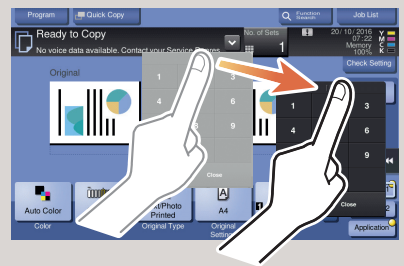 Program
Quick Copy
Function
Search
Job List
Ready to Copy
No. of Sets
1
20/10/2016
07:22
Memory
100%
Y
M
C
K
No voice data available. Contact your Service
Check Setting
Original
1
3
4
6
9
Close
1
3
4
6
9
Close
Auto Color
Color
Photo
Printed
Original Type
A
A4
Original
Application